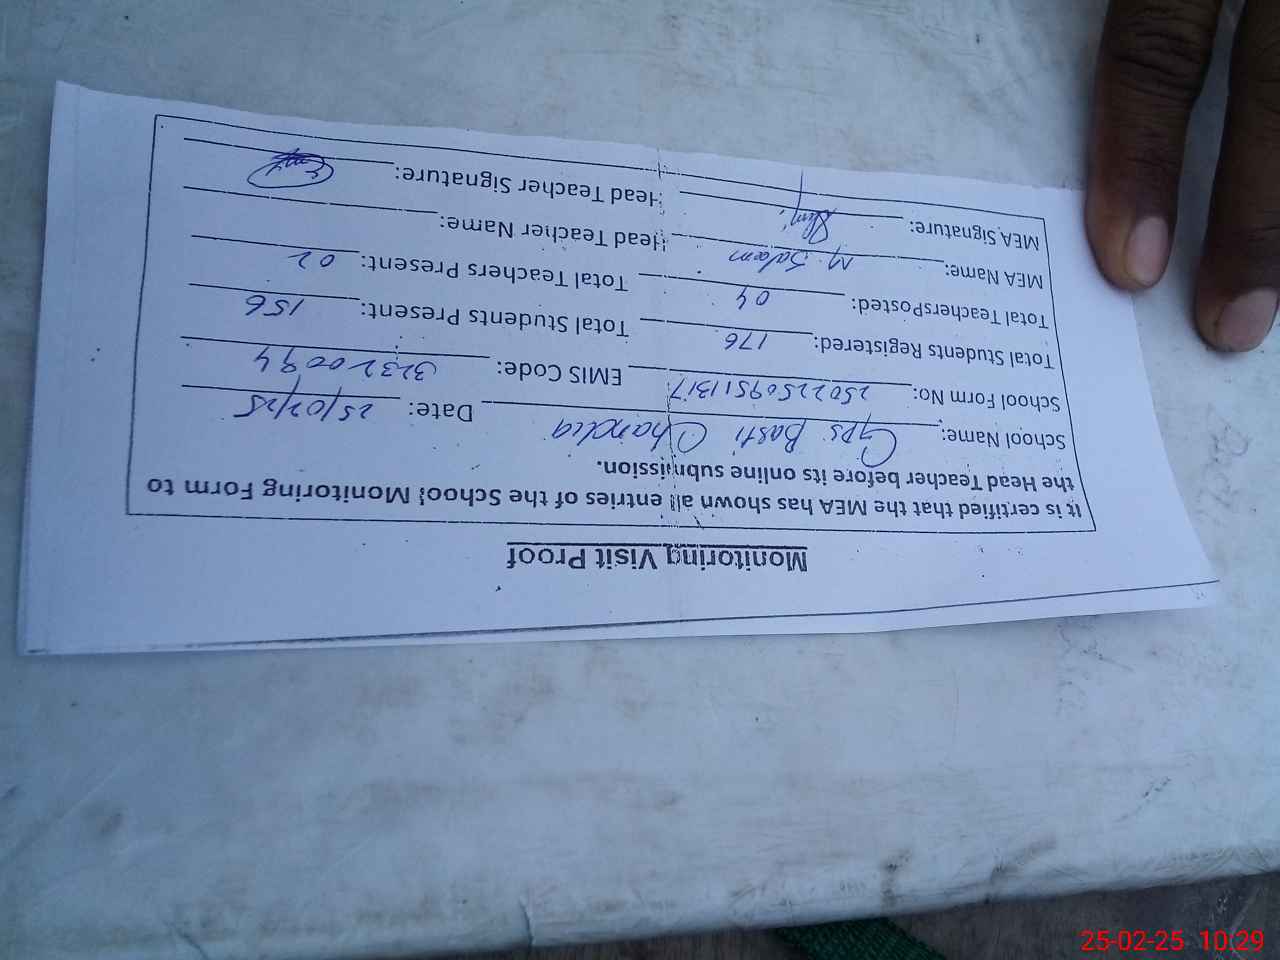 Monitoring Visit Proof
It is certified that the MEA has shown all entries of the School Monitoring Form to
the Head Teacher before its online submission.
School Name: GPS Basti Chandia Date: 25/02/25
School Form No: 25022509511317 EMIS Code: 32320094
Total Students Registered: 176 Total Students Present: 156
Total TeachersPosted: 04 Total Teachers Present: 02
MEA Name: M. Salam Head Teacher Name:
MEA Signature: Head Teacher Signature:
25-02-25 10:29